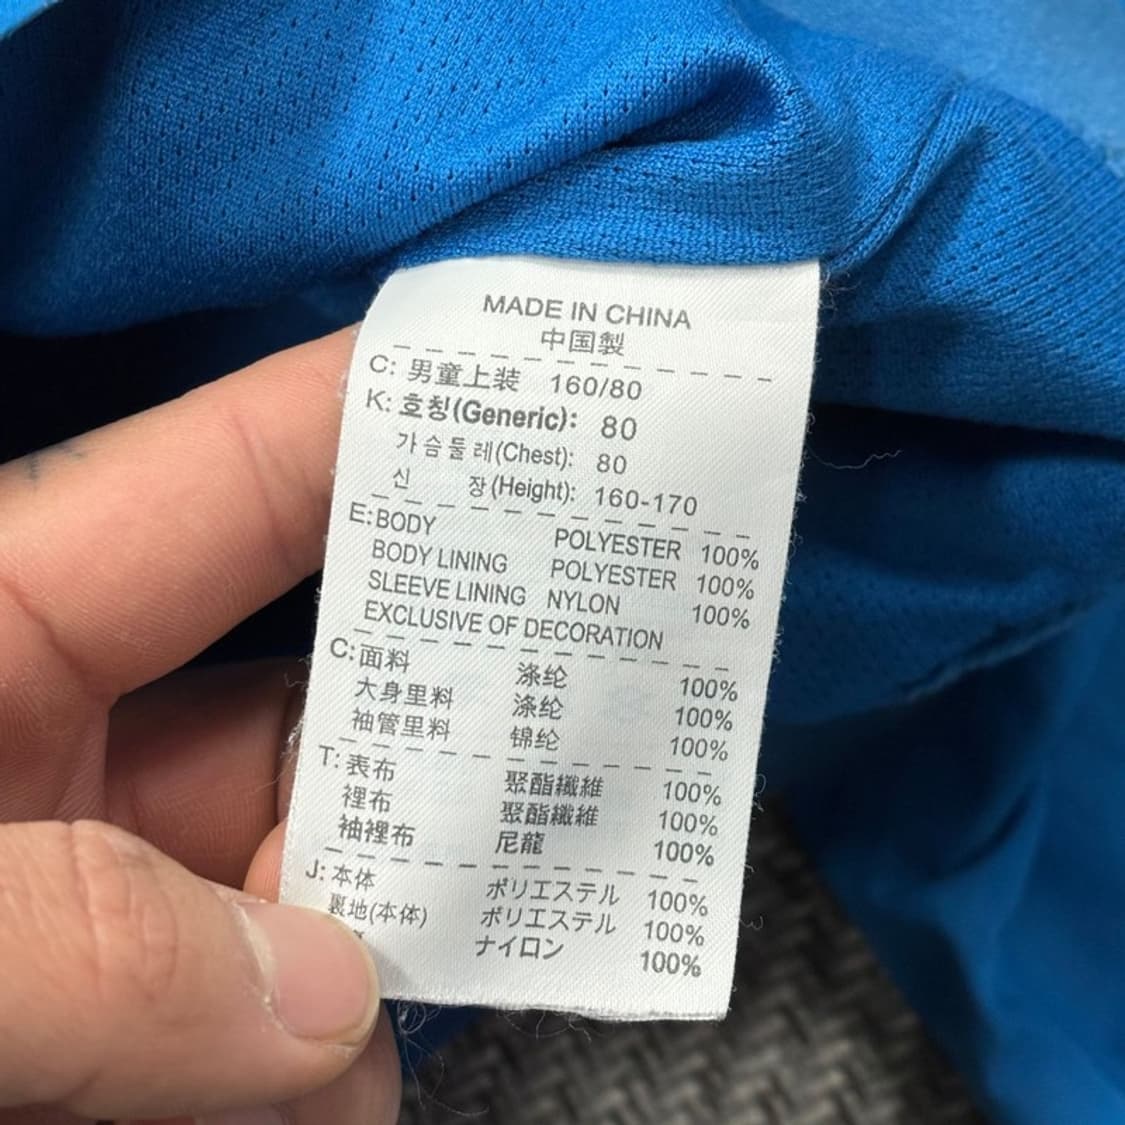 MADE IN CHINA
中国製
C: 男童上装 160/80
K: 호칭(Generic): 80
가슴둘레(Chest): 80
신 장(Height): 160-170
E: BODY POLYESTER 100%
BODY LINING POLYESTER 100%
SLEEVE LINING NYLON 100%
EXCLUSIVE OF DECORATION
C: 面料 涤纶 100%
大身里料 涤纶 100%
袖管里料 锦纶 100%
T: 表布 聚酯纖維 100%
裡布 聚酯纖維 100%
袖裡布 尼龍 100%
J: 本体 ポリエステル 100%
裏地(本体) ポリエステル 100%
ナイロン 100%